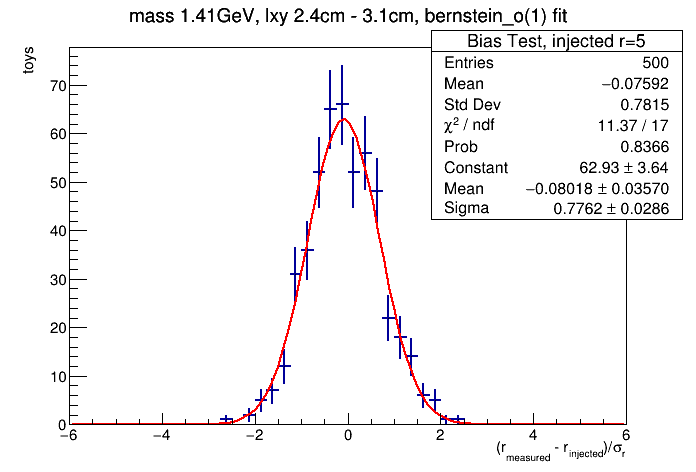 mass 1.41GeV, lxy 2.4cm - 3.1cm, bernstein_o(1) fit
toys
Bias Test, injected r=5
Entries 500
Mean −0.07592
Std Dev 0.7815
χ² / ndf 11.37 / 17
Prob 0.8366
Constant 62.93 ± 3.64
Mean −0.08018 ± 0.03570
Sigma 0.7762 ± 0.0286
70
60
50
40
30
20
10
0
−6 −4 −2 0 2 4 6
(r_measured - r_injected)/σ_r